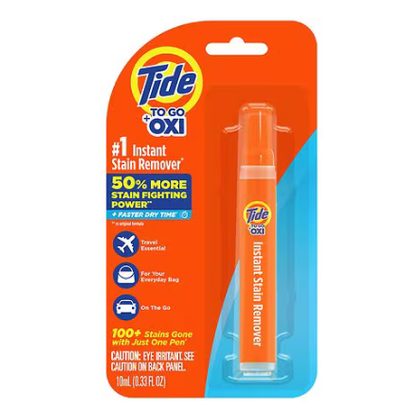 Tide
TO GO
+ OXI
#1 Instant
Stain Remover*
50% MORE
STAIN FIGHTING
POWER**
+ FASTER DRY TIME**
Travel
Essential
For Your
Everyday Bag
On The Go
100+ Stains Gone
with Just One Pen*
CAUTION: EYE IRRITANT. SEE
CAUTION ON BACK PANEL.
10mL (0.33 FL OZ)
Tide
TO GO
+ OXI
Instant Stain Remover